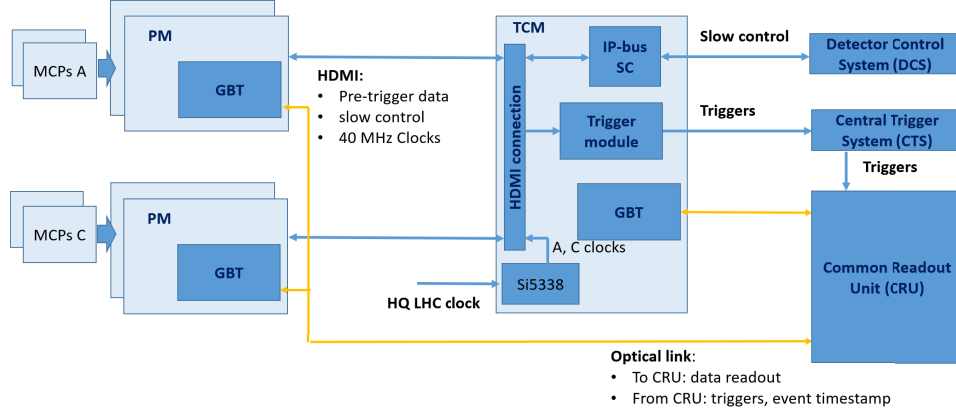 PM
MCPs A
GBT
HDMI:
• Pre-trigger data
• slow control
• 40 MHz Clocks
TCM
HDMI connection
IP-bus
SC
Slow control
Detector Control
System (DCS)
Trigger
module
Triggers
Central Trigger
System (CTS)
Triggers
PM
MCPs C
GBT
GBT
A, C clocks
Si5338
HQ LHC clock
Common Readout
Unit (CRU)
Optical link:
• To CRU: data readout
• From CRU: triggers, event timestamp